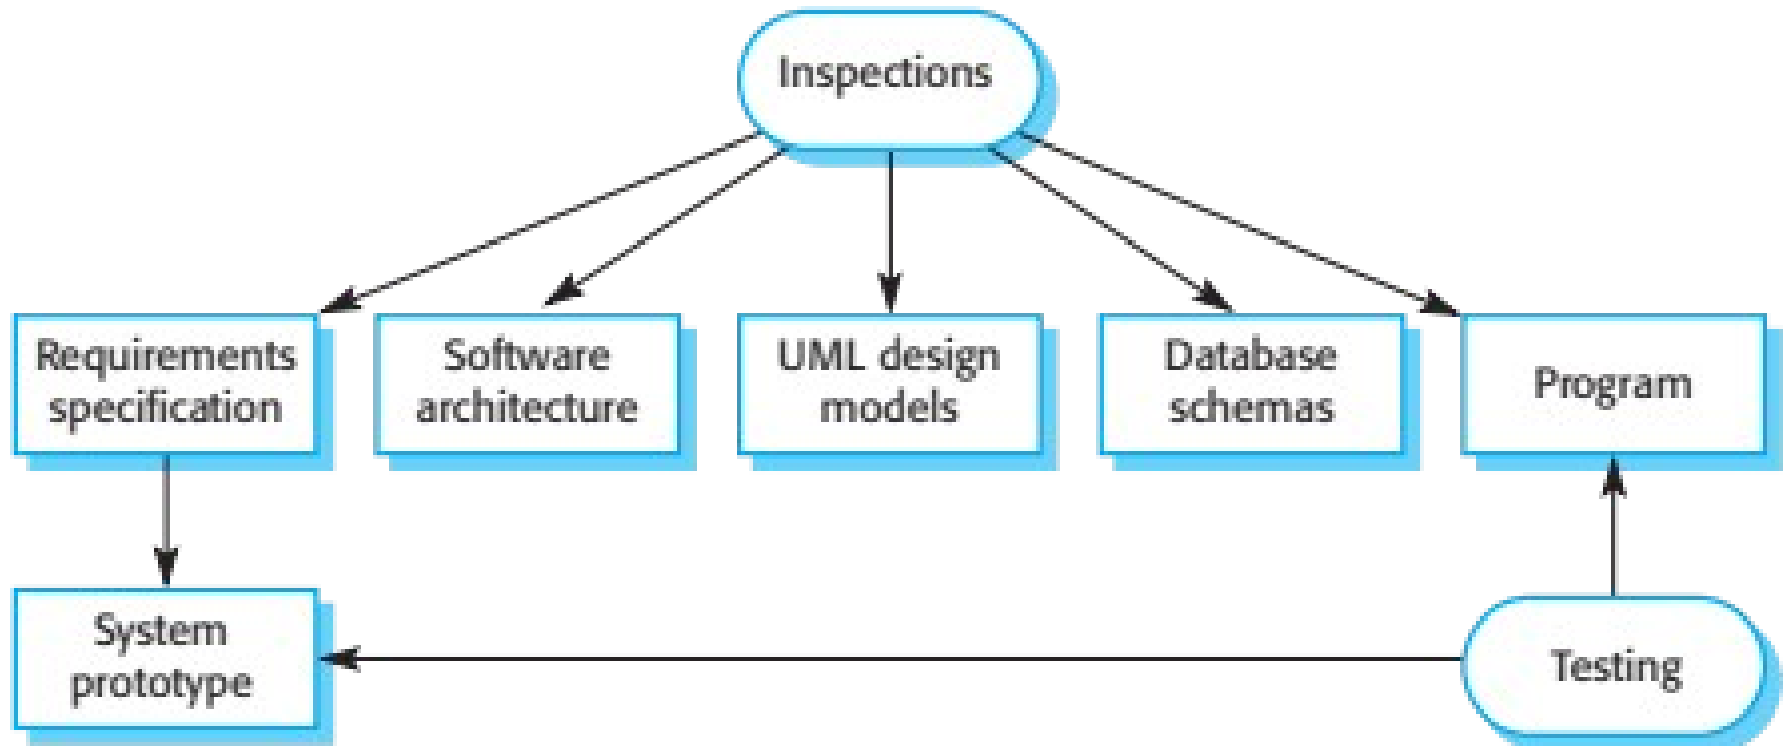 Inspections
Requirements
specification
Software
architecture
UML design
models
Database
schemas
Program
System
prototype
Testing